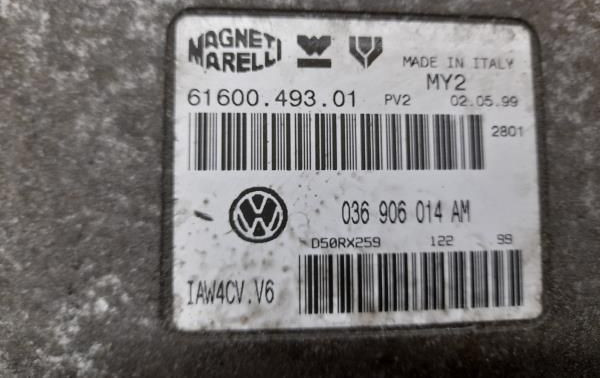 MAGNETI MARELLI
MADE IN ITALY
MY2
61600.493.01 PV2 02.05.99
2801
VW
036 906 014 AM
D50RX259 122 99
IAW4CV.V6